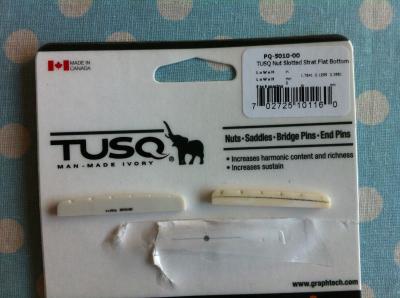 MADE IN
CANADA
PQ-5010-00
TUSQ Nut Slotted Strat Flat Bottom
L x W x H
L x W x H
7 02725 10116 0
TUSQ®
MAN-MADE IVORY
Nuts • Saddles • Bridge Pins • End Pins
• Increases harmonic content and richness
• Increases sustain
www.graphtech.com